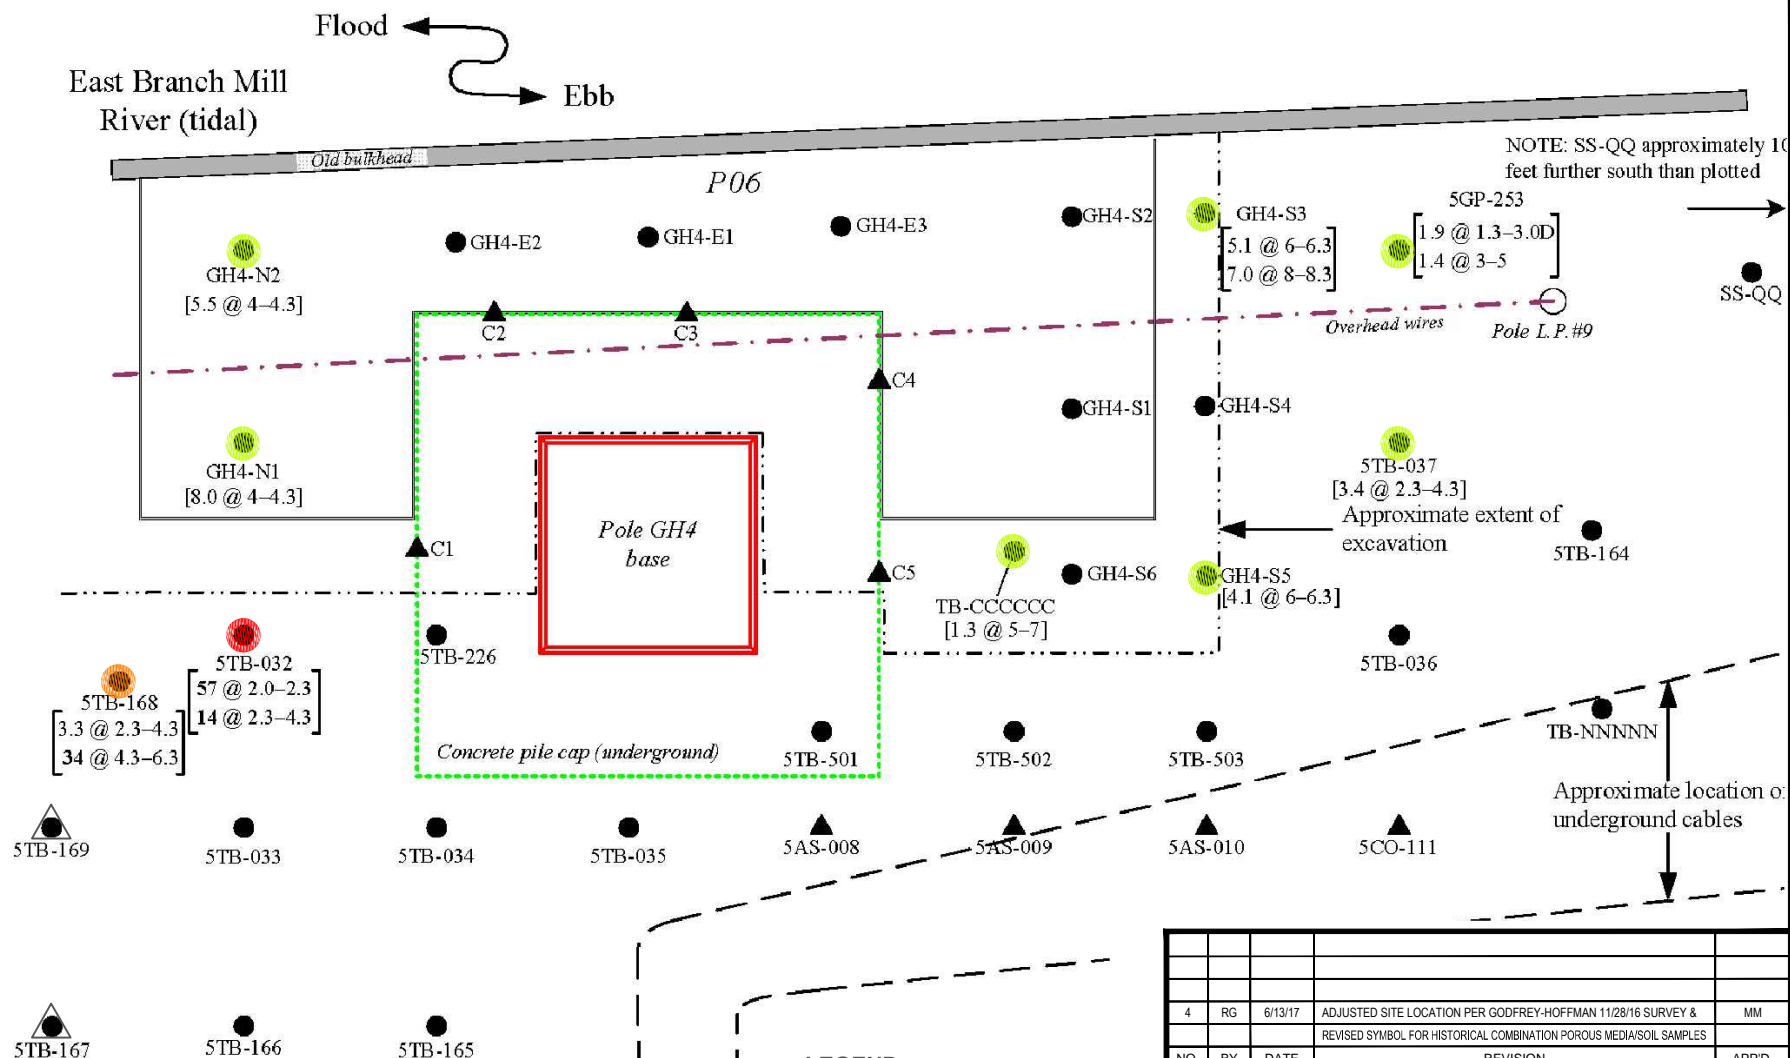 Flood
Ebb
East Branch Mill
River (tidal)
Old bulkhead
P06
NOTE: SS-QQ approximately 10
feet further south than plotted
GH4-N2
[5.5 @ 4–4.3]
GH4-E2
GH4-E1
GH4-E3
GH4-S2
GH4-S3
5.1 @ 6–6.3
7.0 @ 8–8.3
5GP-253
1.9 @ 1.3–3.0D
1.4 @ 3–5
SS-QQ
C2
C3
Overhead wires
Pole L.P. #9
C4
GH4-S1
GH4-S4
GH4-N1
[8.0 @ 4–4.3]
5TB-037
[3.4 @ 2.3–4.3]
Pole GH4
base
Approximate extent of
excavation
5TB-164
C1
C5
GH4-S6
GH4-S5
[4.1 @ 6–6.3]
TB-CCCCCC
[1.3 @ 5–7]
5TB-032
57 @ 2.0–2.3
14 @ 2.3–4.3
5TB-226
5TB-036
5TB-168
3.3 @ 2.3–4.3
34 @ 4.3–6.3
Concrete pile cap (underground)
5TB-501
5TB-502
5TB-503
TB-NNNNN
Approximate location o
underground cables
5TB-169
5TB-033
5TB-034
5TB-035
5AS-008
5AS-009
5AS-010
5CO-111
5TB-167
5TB-166
5TB-165
4 RG 6/13/17 ADJUSTED SITE LOCATION PER GODFREY-HOFFMAN 11/28/16 SURVEY & MM
REVISED SYMBOL FOR HISTORICAL COMBINATION POROUS MEDIA/SOIL SAMPLES
NO BY DATE REVISION APP'D
LEGEND